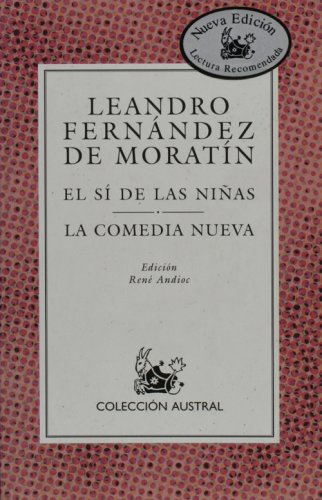 Nueva Edición
Lectura Recomendada
LEANDRO
FERNÁNDEZ
DE MORATÍN
EL SÍ DE LAS NIÑAS
LA COMEDIA NUEVA
Edición
René Andioc
COLECCIÓN AUSTRAL